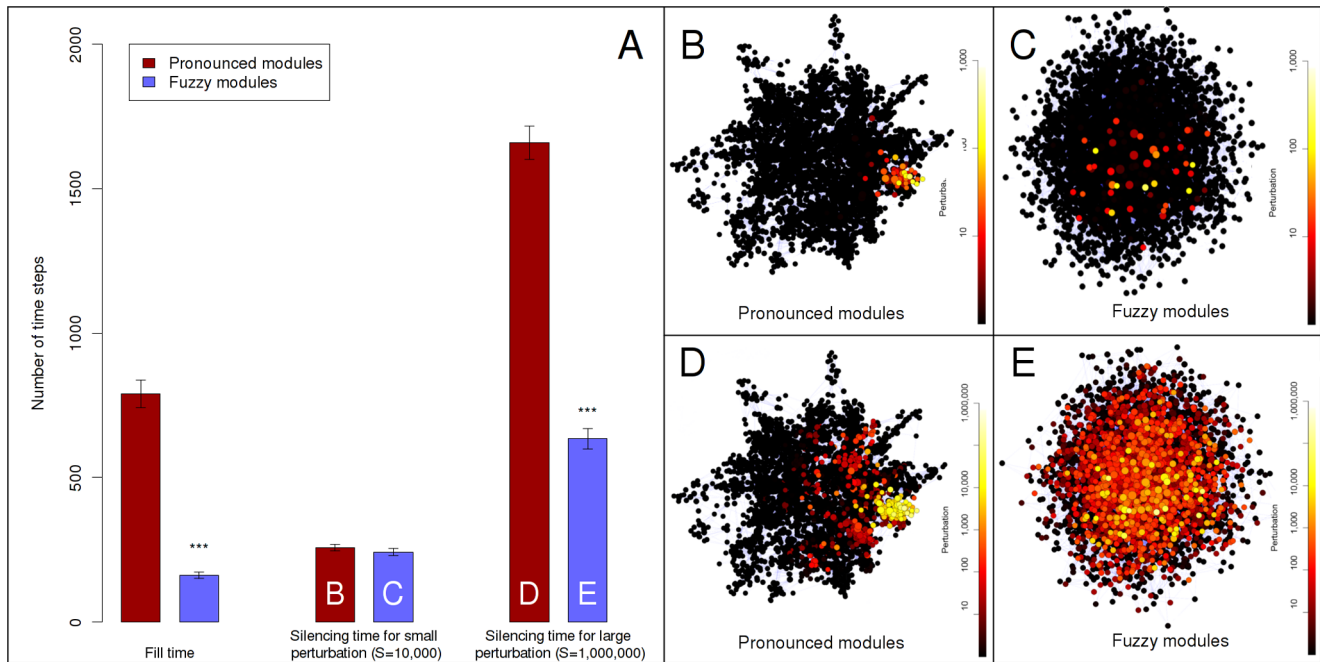 A
Pronounced modules
Fuzzy modules
Number of time steps
2000
1500
1000
500
0
***
***
B
C
D
E
Fill time
Silencing time for small
perturbation (S=10,000)
Silencing time for large
perturbation (S=1,000,000)
B
1,000
10
Pronounced modules
C
1,000
100
10
Perturbation
Fuzzy modules
D
1,000,000
10,000
1,000
100
10
Perturbation
Pronounced modules
E
1,000,000
10,000
1,000
100
10
Perturbation
Fuzzy modules